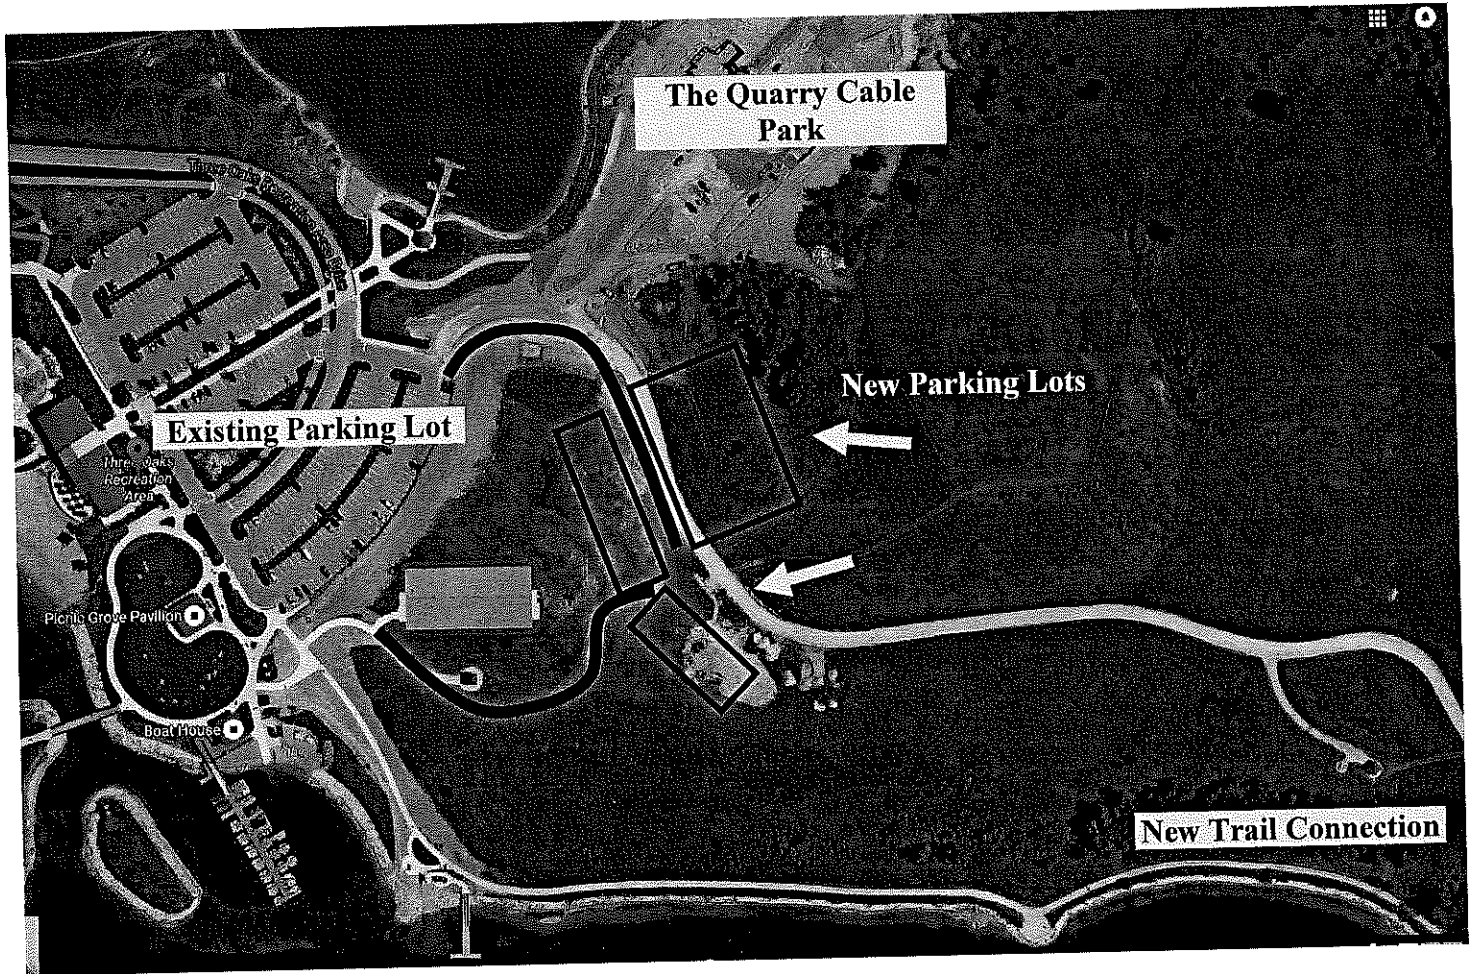 The Quarry Cable
Park
New Parking Lots
Existing Parking Lot
Three Oaks
Recreation
Area
Picnic Grove Pavilion
Boat House
New Trail Connection